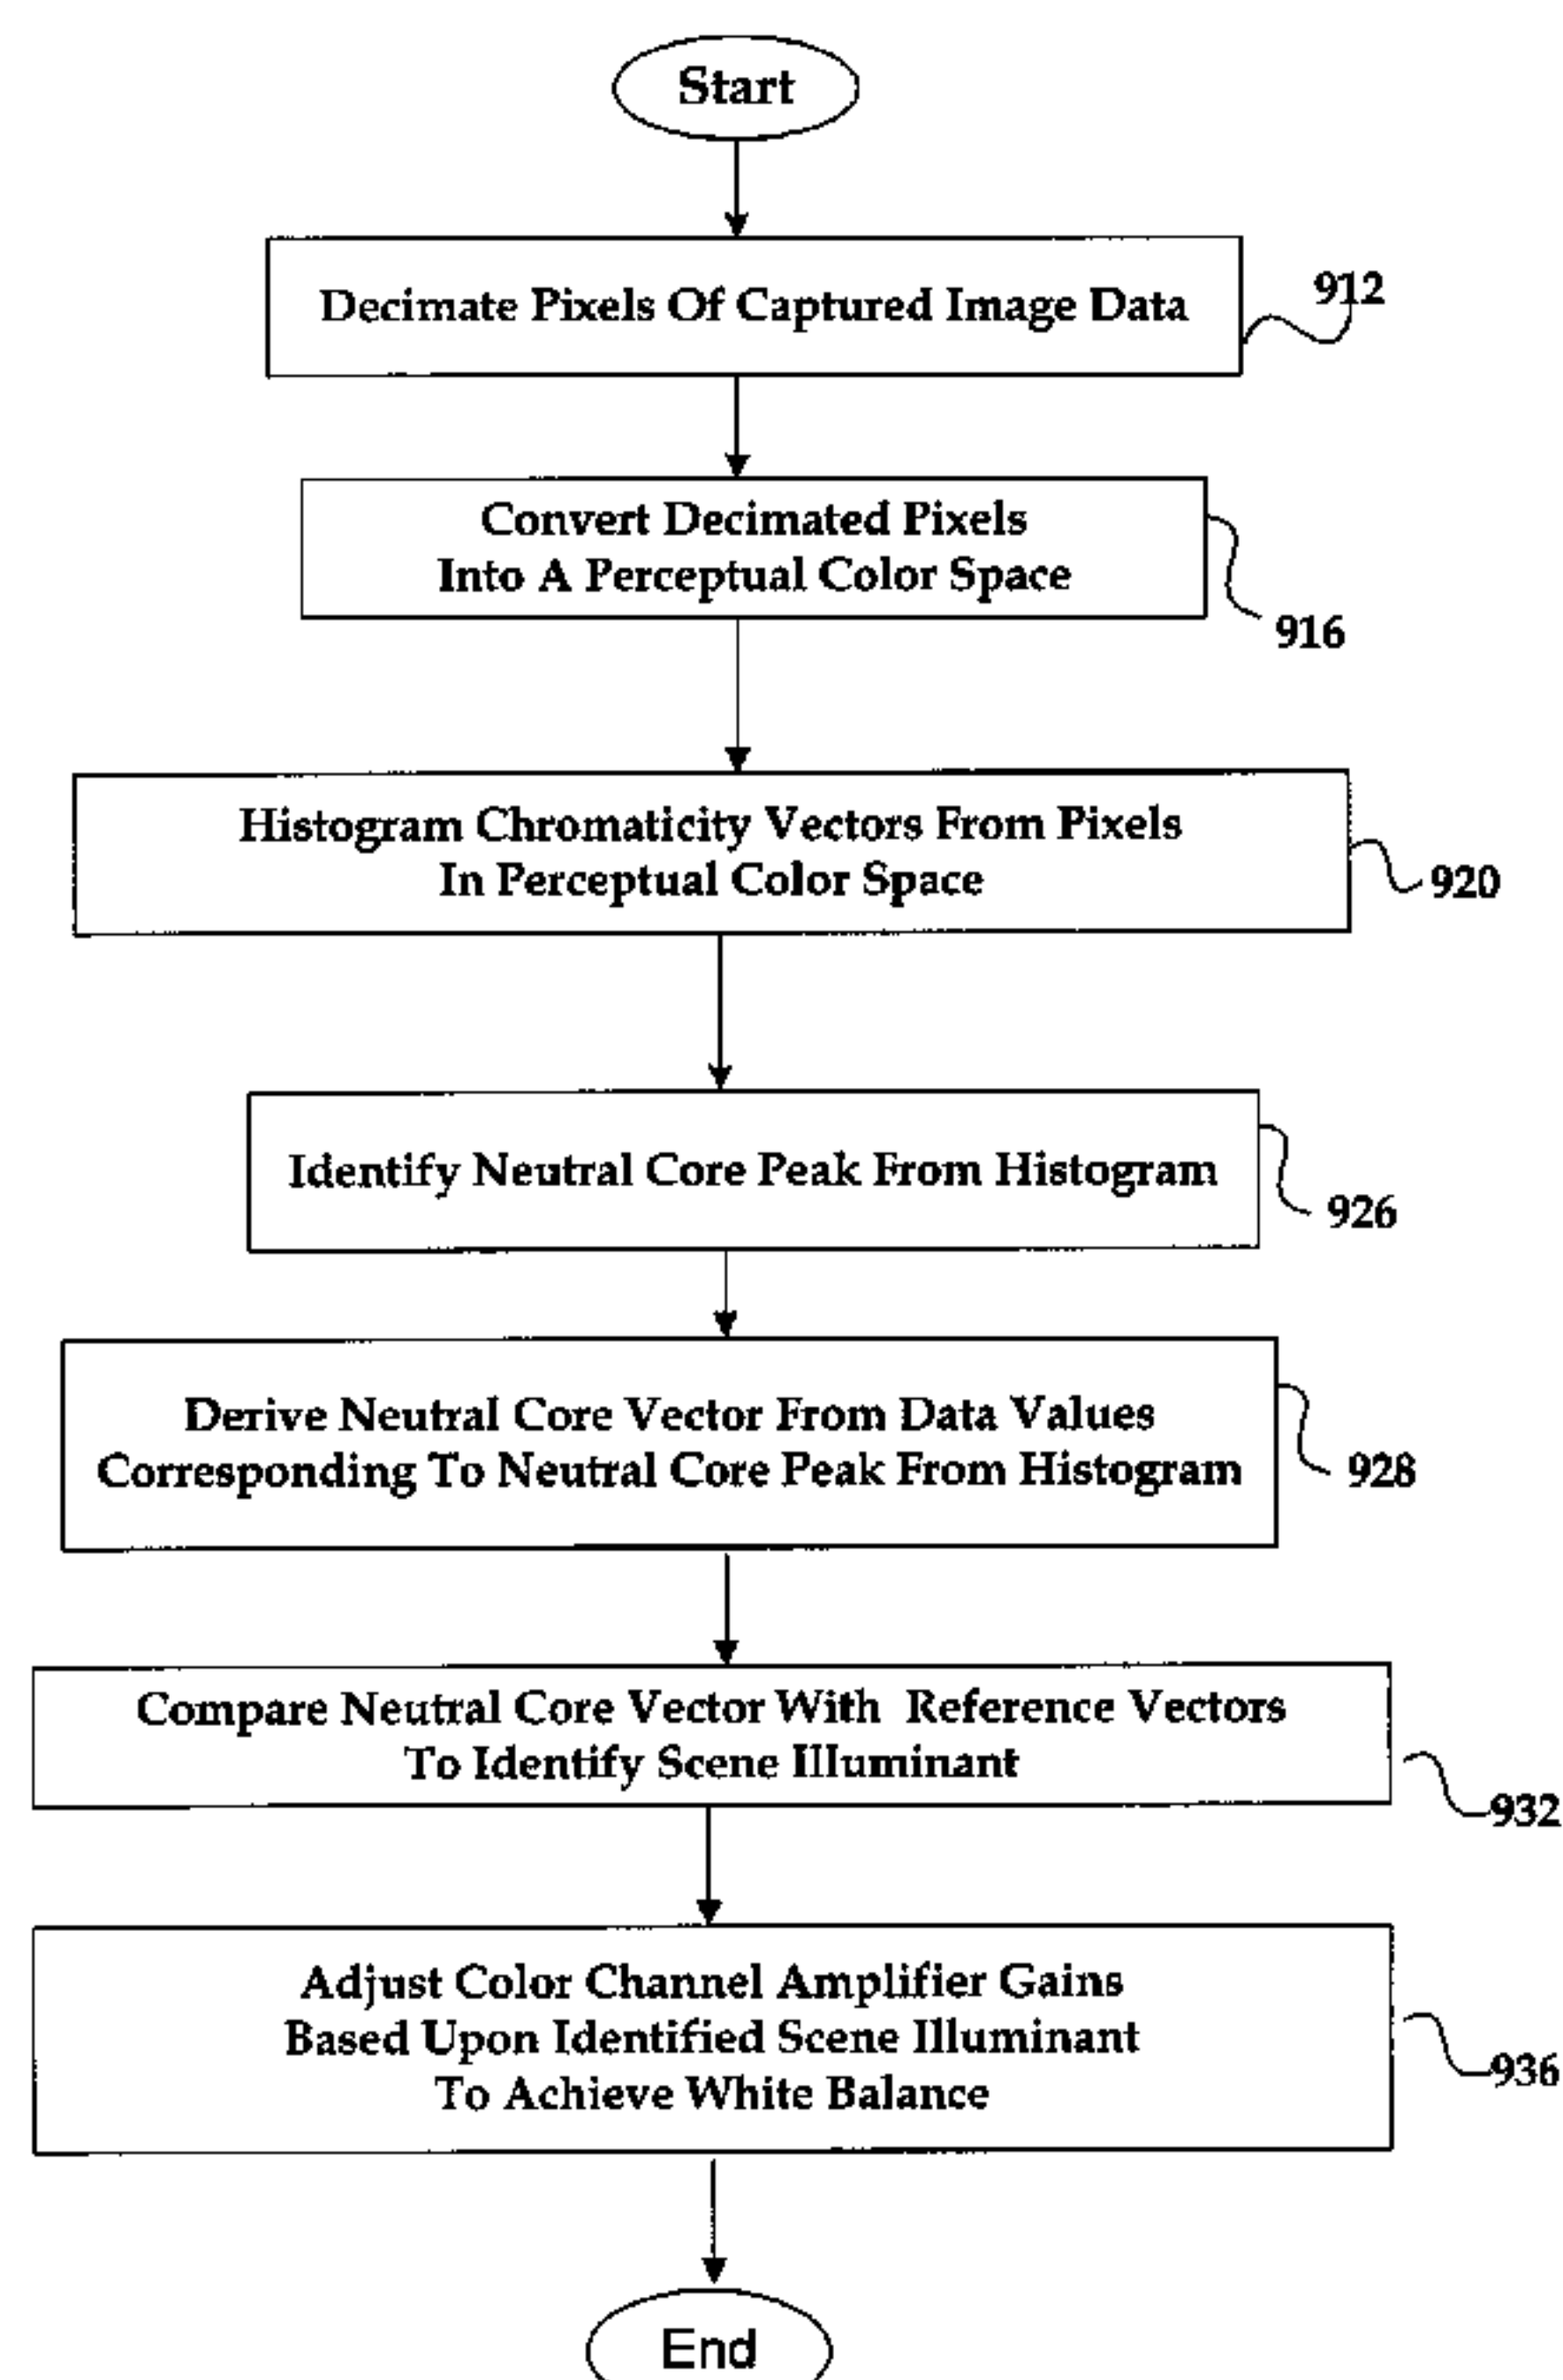 Start
Decimate Pixels Of Captured Image Data
912
Convert Decimated Pixels
Into A Perceptual Color Space
916
Histogram Chromaticity Vectors From Pixels
In Perceptual Color Space
920
Identify Neutral Core Peak From Histogram
926
Derive Neutral Core Vector From Data Values
Corresponding To Neutral Core Peak From Histogram
928
Compare Neutral Core Vector With Reference Vectors
To Identify Scene Illuminant
932
Adjust Color Channel Amplifier Gains
Based Upon Identified Scene Illuminant
To Achieve White Balance
936
End